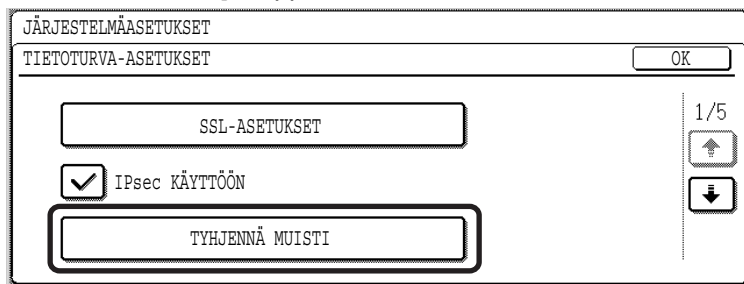 JÄRJESTELMÄASETUKSET
TIETOTURVA-ASETUKSET OK
SSL-ASETUKSET
1/5
IPsec KÄYTTÖÖN
TYHJENNÄ MUISTI